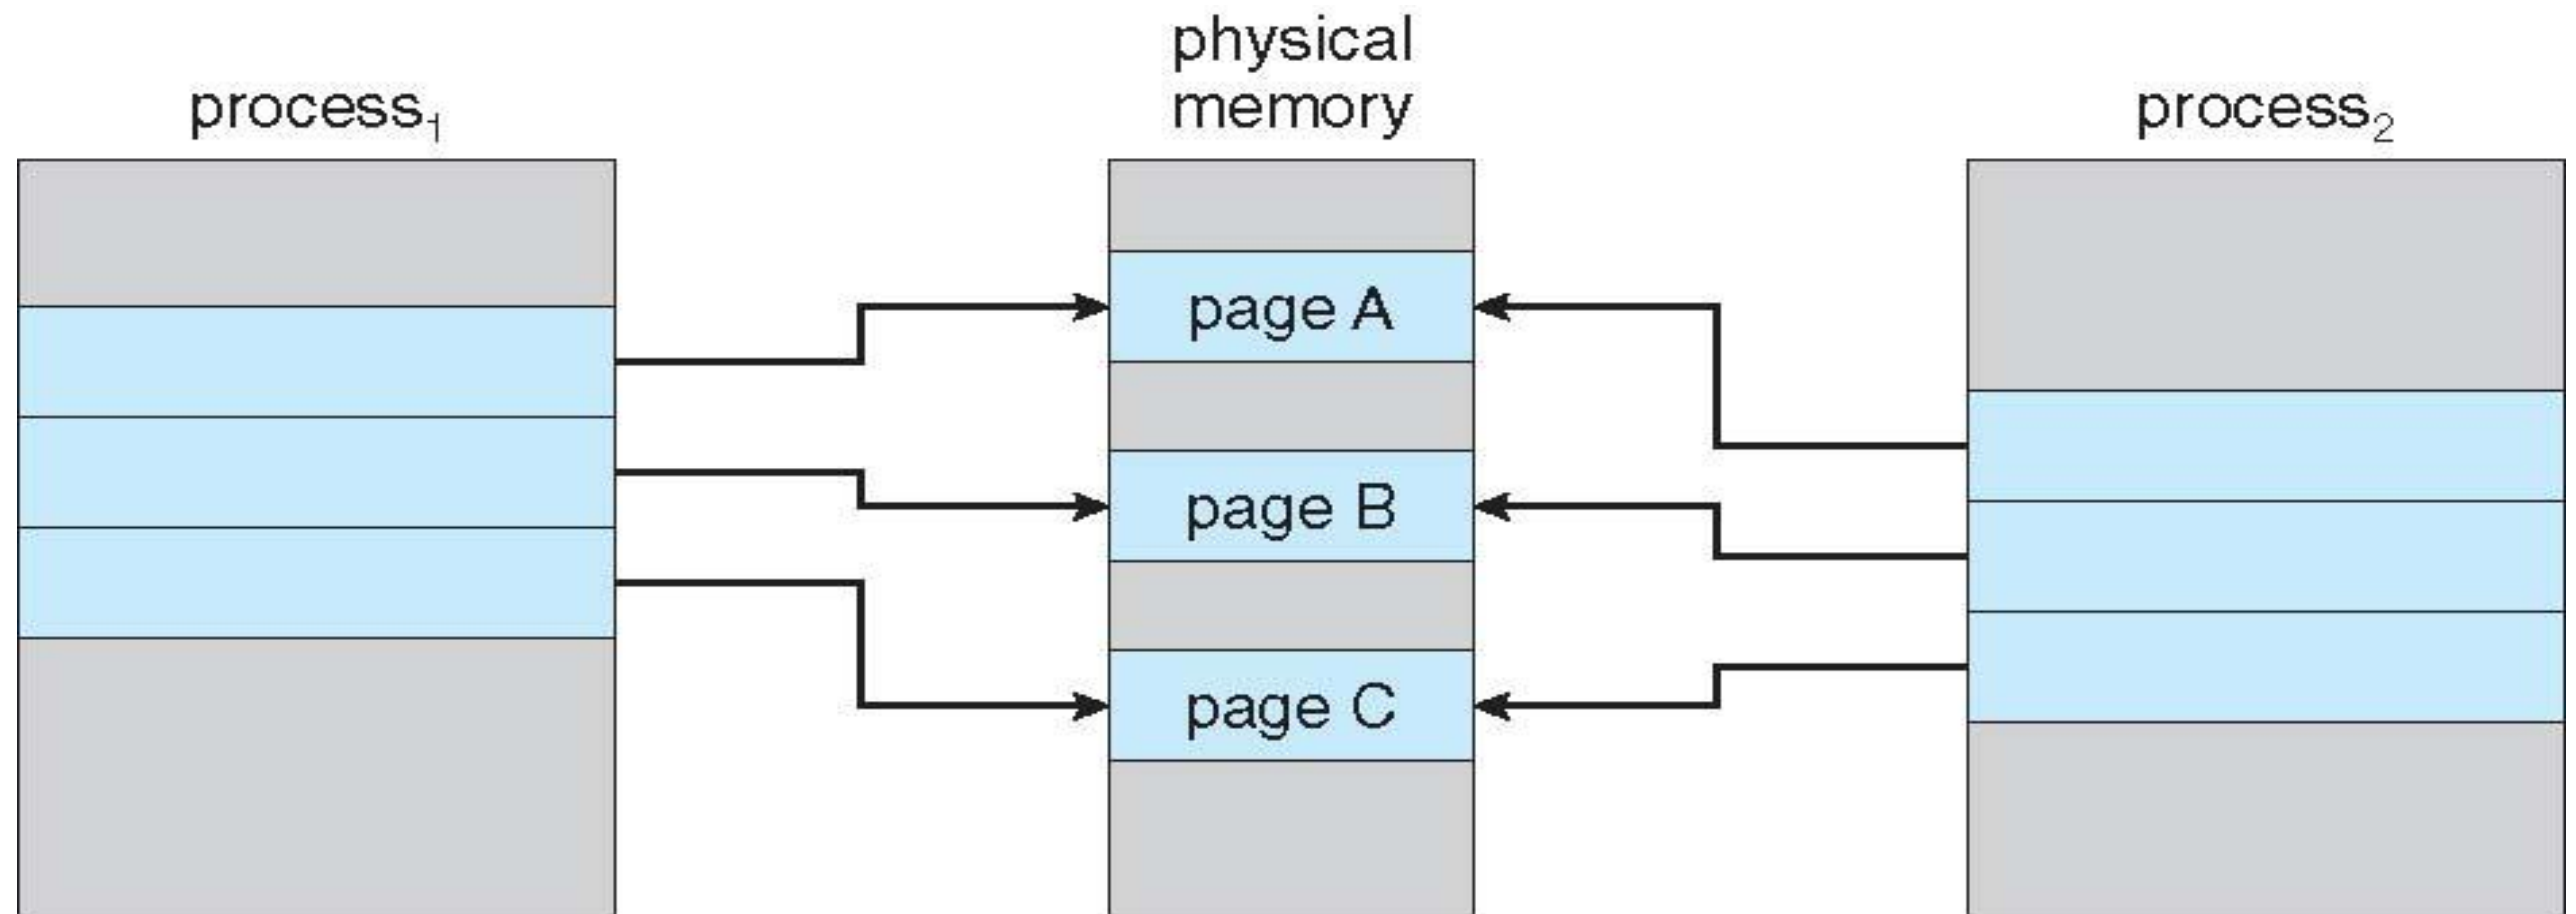 process₁
physical
memory
process₂
page A
page B
page C